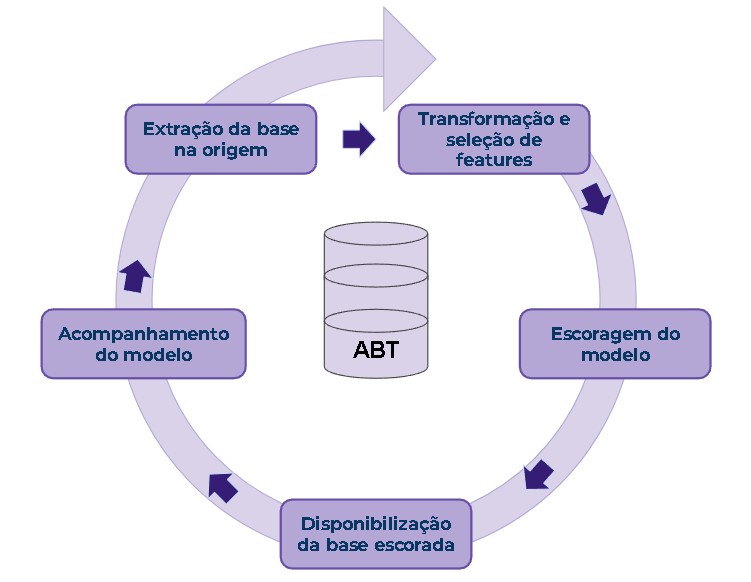 Extração da base
na origem
Transformação e
seleção de
features
Escoragem do
modelo
Disponibilização
da base escorada
Acompanhamento
do modelo
ABT